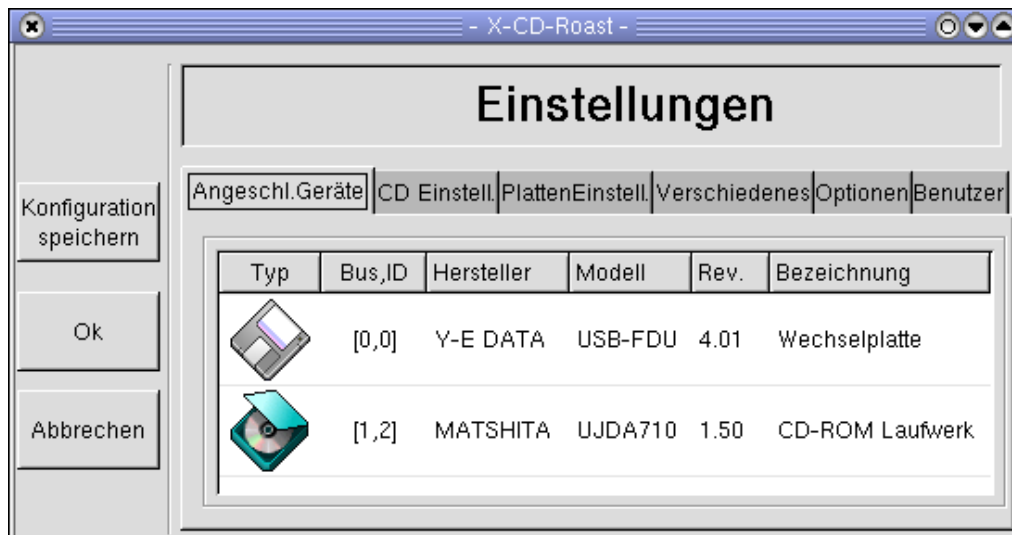 - X-CD-Roast -
Einstellungen
Konfiguration
speichern
Ok
Abbrechen
Angeschl.Geräte CD Einstell. PlattenEinstell. Verschiedenes Optionen Benutzer
Typ Bus,ID Hersteller Modell Rev. Bezeichnung
[0,0] Y-E DATA USB-FDU 4.01 Wechselplatte
[1,2] MATSHITA UJDA710 1.50 CD-ROM Laufwerk